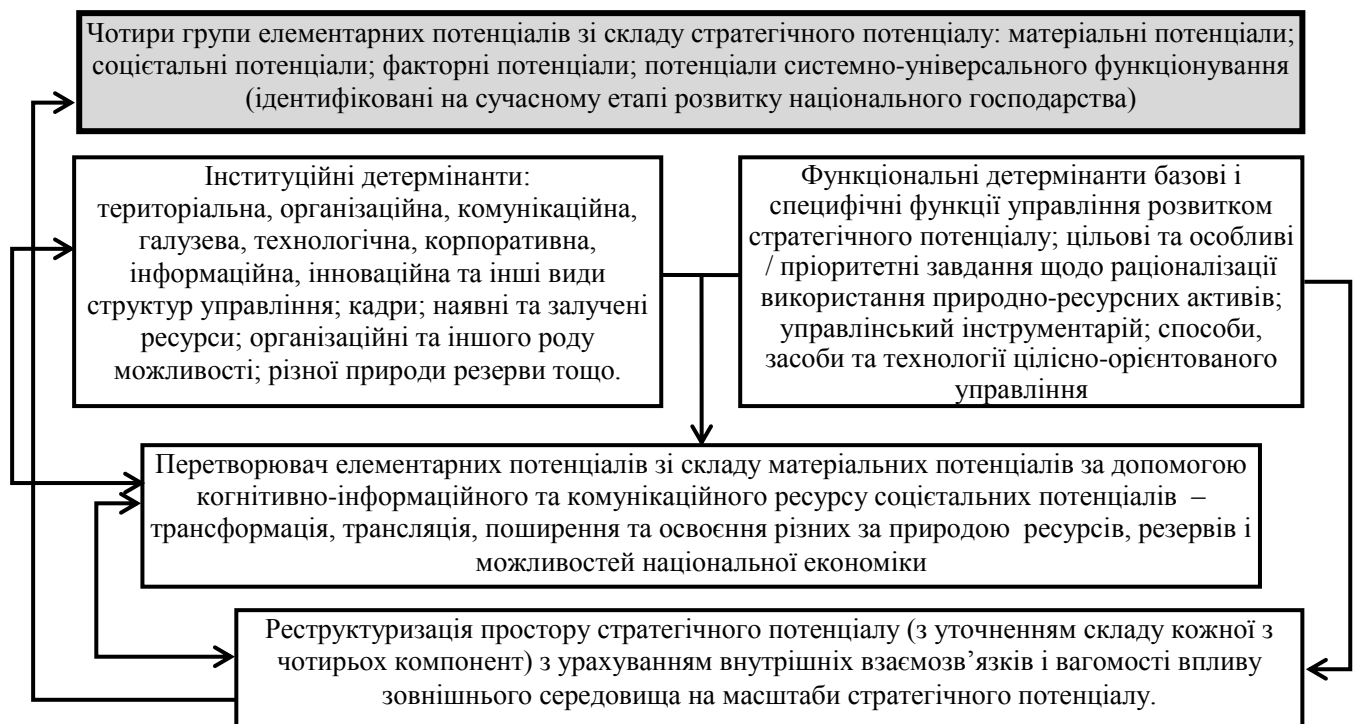 Чотири групи елементарних потенціалів зі складу стратегічного потенціалу: матеріальні потенціали;
соцієтальні потенціали; факторні потенціали; потенціали системно-універсального функціонування
(ідентифіковані на сучасному етапі розвитку національного господарства)
Інституційні детермінанти:
територіальна, організаційна, комунікаційна,
галузева, технологічна, корпоративна,
інформаційна, інноваційна та інші види
структур управління; кадри; наявні та залучені
ресурси; організаційні та іншого роду
можливості; різної природи резерви тощо.
Функціональні детермінанти базові і
специфічні функції управління розвитком
стратегічного потенціалу; цільові та особливі
/ пріоритетні завдання щодо раціоналізації
використання природно-ресурсних активів;
управлінський інструментарій; способи,
засоби та технології цілісно-орієнтованого
управління
Перетворювач елементарних потенціалів зі складу матеріальних потенціалів за допомогою
когнітивно-інформаційного та комунікаційного ресурсу соцієтальних потенціалів –
трансформація, трансляція, поширення та освоєння різних за природою ресурсів, резервів і
можливостей національної економіки
Реструктуризація простору стратегічного потенціалу (з уточненням складу кожної з
чотирьох компонент) з урахуванням внутрішніх взаємозв’язків і вагомості впливу
зовнішнього середовища на масштаби стратегічного потенціалу.